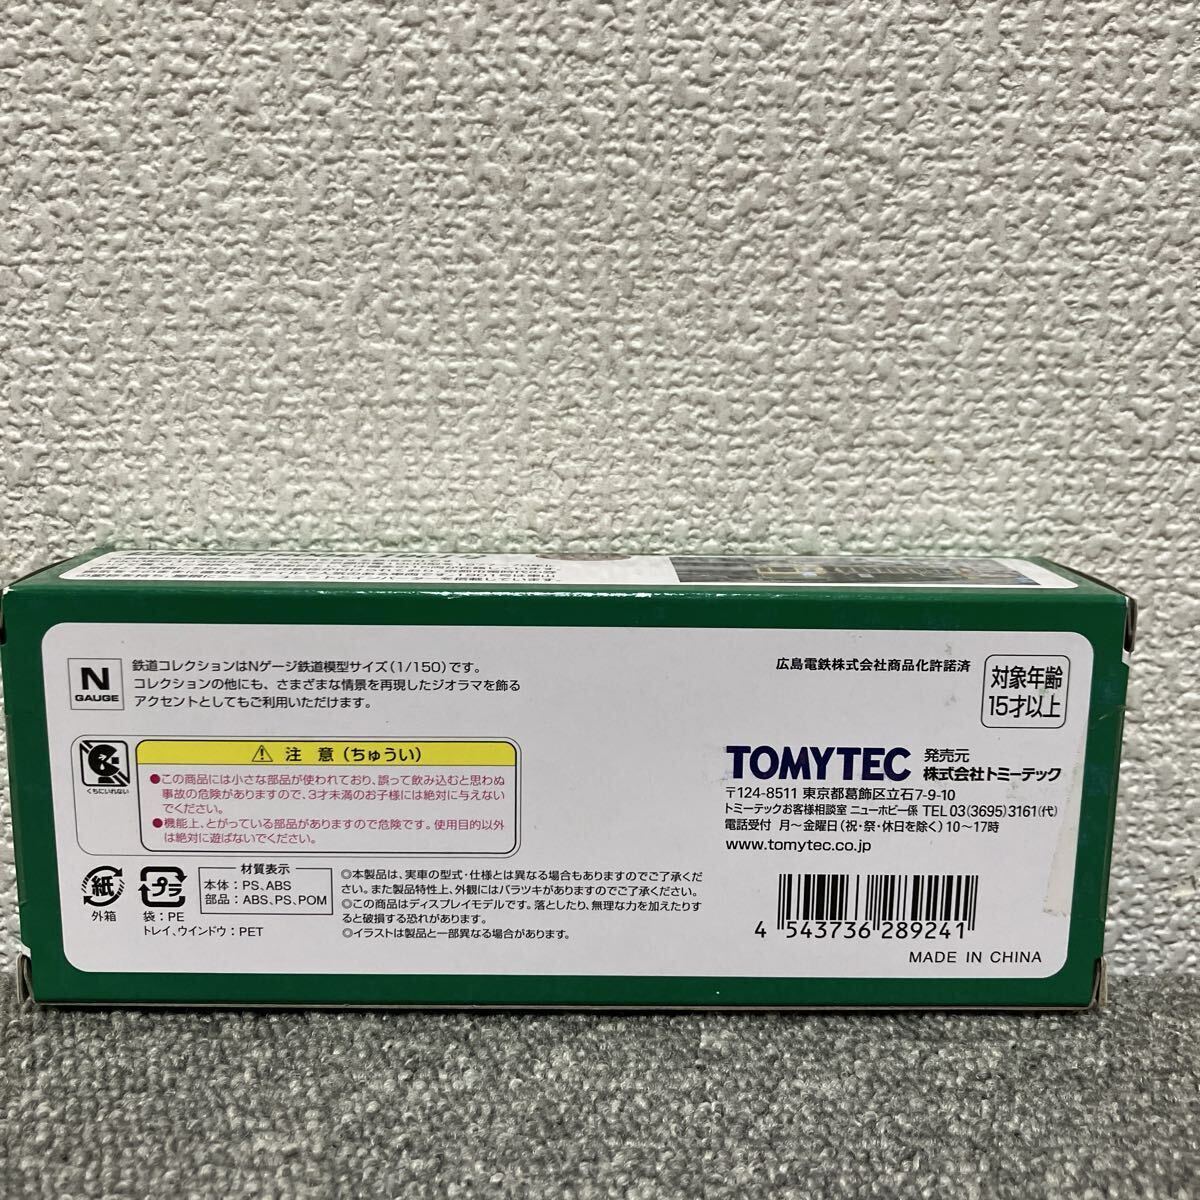 N
GAUGE
鉄道コレクションはNゲージ鉄道模型サイズ(1/150)です。
コレクションの他にも、さまざまな情景を再現したジオラマを飾る
アクセントとしてもご利用いただけます。
広島電鉄株式会社商品化許諾済
対象年齢
15才以上
くちにいれない
⚠ 注 意 (ちゅうい)
●この商品には小さな部品が使われており、誤って飲み込むと思わぬ
事故の危険がありますので、3才未満のお子様には絶対に与えない
でください。
●機能上、とがっている部品がありますので危険です。使用目的以外
は絶対に遊ばないでください。
TOMYTEC 発売元
株式会社トミーテック
〒124-8511 東京都葛飾区立石7-9-10
トミーテックお客様相談室 ニューホビー係 TEL 03(3695)3161(代)
電話受付 月〜金曜日(祝・祭・休日を除く)10〜17時
www.tomytec.co.jp
紙
外箱
プラ
袋:PE
トレイ、ウインドウ:PET
材質表示
本体:PS、ABS
部品:ABS、PS、POM
◎本製品は、実車の型式・仕様とは異なる場合もありますのでご了承くだ
さい。また製品特性上、外観にはバラツキがありますのでご了承ください。
◎この商品はディスプレイモデルです。落としたり、無理な力を加えたりす
ると破損する恐れがあります。
◎イラストは製品と一部異なる場合があります。
4 543736 289241
MADE IN CHINA